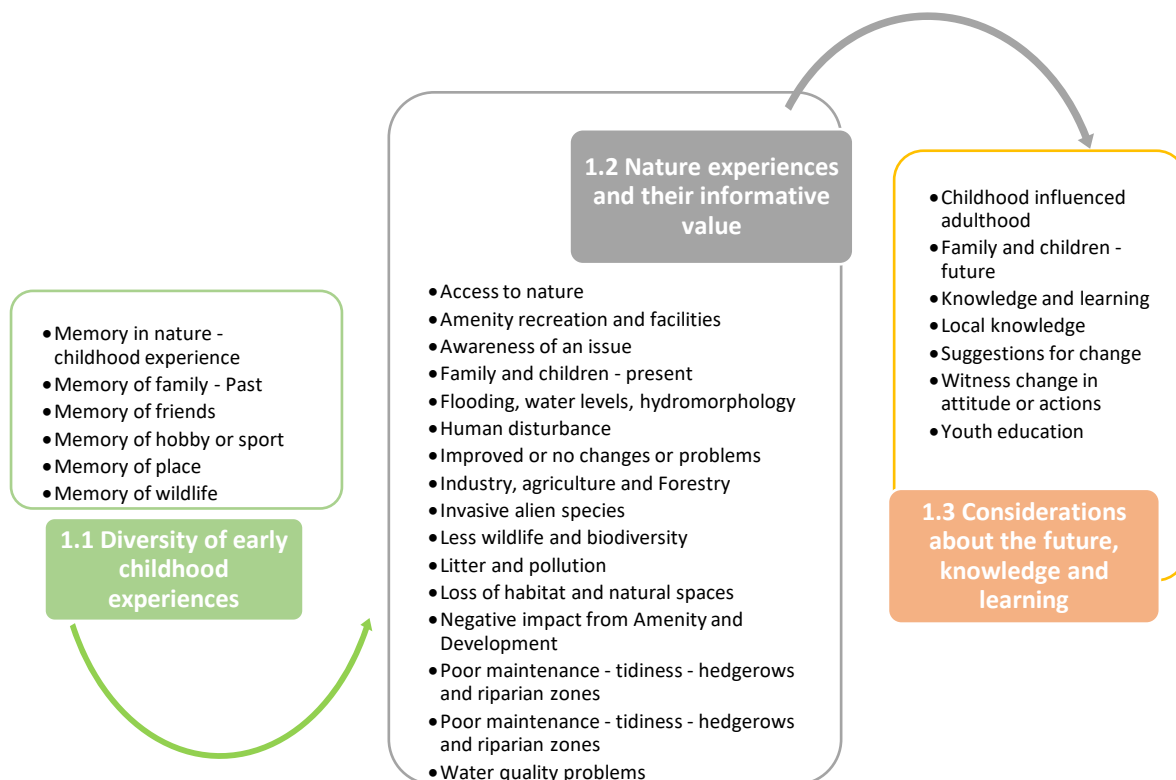 • Memory in nature -
childhood experience
• Memory of family - Past
• Memory of friends
• Memory of hobby or sport
• Memory of place
• Memory of wildlife
1.1 Diversity of early
childhood
experiences
1.2 Nature experiences
and their informative
value
• Access to nature
• Amenity recreation and facilities
• Awareness of an issue
• Family and children - present
• Flooding, water levels, hydromorphology
• Human disturbance
• Improved or no changes or problems
• Industry, agriculture and Forestry
• Invasive alien species
• Less wildlife and biodiversity
• Litter and pollution
• Loss of habitat and natural spaces
• Negative impact from Amenity and
Development
• Poor maintenance - tidiness - hedgerows
and riparian zones
• Poor maintenance - tidiness - hedgerows
and riparian zones
• Water quality problems
• Childhood influenced
adulthood
• Family and children -
future
• Knowledge and learning
• Local knowledge
• Suggestions for change
• Witness change in
attitude or actions
• Youth education
1.3 Considerations
about the future,
knowledge and
learning